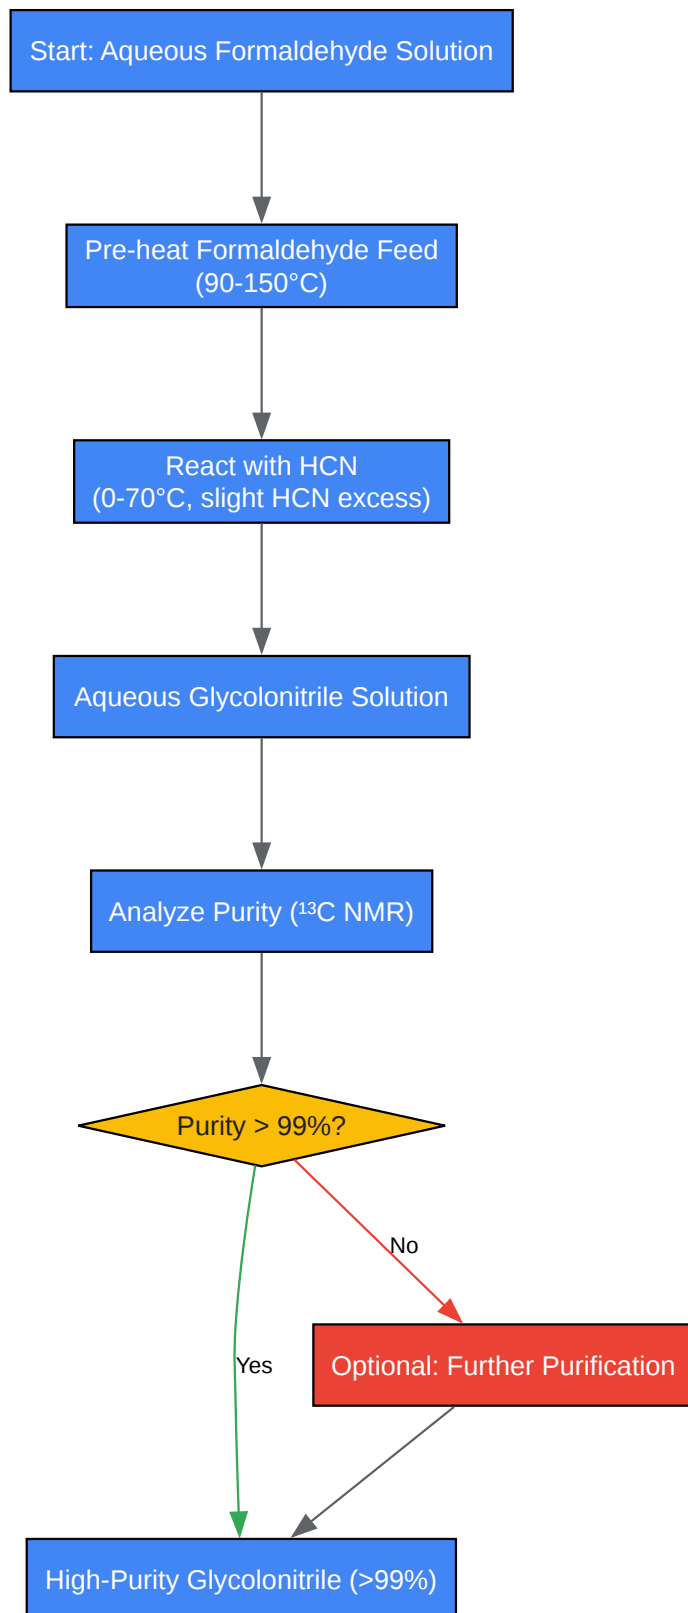 Start: Aqueous Formaldehyde Solution
Pre-heat Formaldehyde Feed
(90-150°C)
React with HCN
(0-70°C, slight HCN excess)
Aqueous Glycolonitrile Solution
Analyze Purity (¹³C NMR)
Purity > 99%?
No
Yes
Optional: Further Purification
High-Purity Glycolonitrile (>99%)